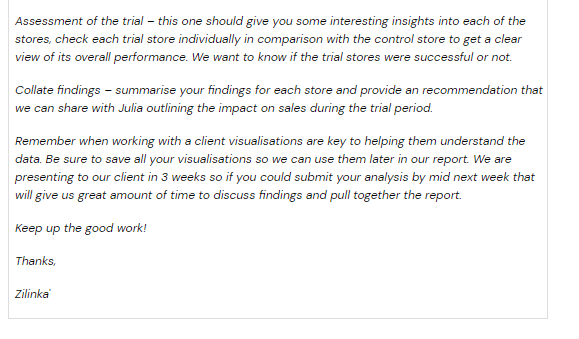 Assessment of the trial – this one should give you some interesting insights into each of the
stores, check each trial store individually in comparison with the control store to get a clear
view of its overall performance. We want to know if the trial stores were successful or not.
Collate findings – summarise your findings for each store and provide an recommendation that
we can share with Julia outlining the impact on sales during the trial period.
Remember when working with a client visualisations are key to helping them understand the
data. Be sure to save all your visualisations so we can use them later in our report. We are
presenting to our client in 3 weeks so if you could submit your analysis by mid next week that
will give us great amount of time to discuss findings and pull together the report.
Keep up the good work!
Thanks,
Zilinka'